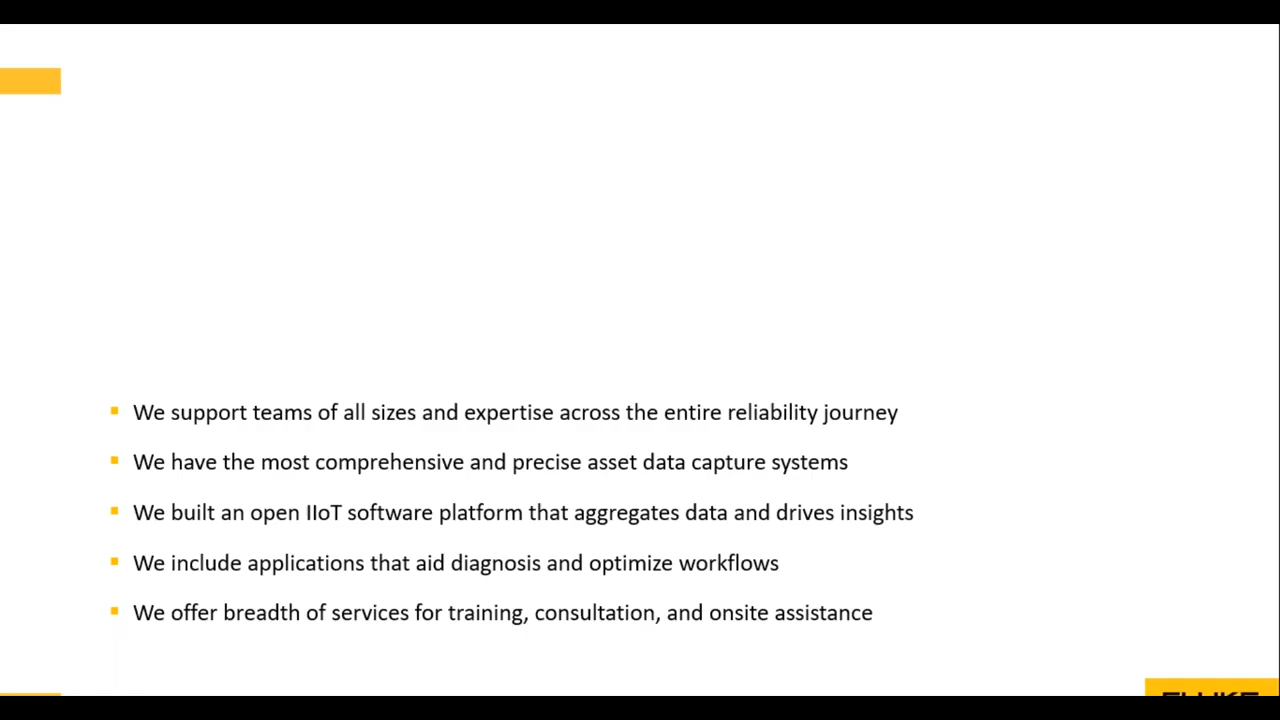 We support teams of all sizes and expertise across the entire reliability journey
We have the most comprehensive and precise asset data capture systems
We built an open IIoT software platform that aggregates data and drives insights
We include applications that aid diagnosis and optimize workflows
We offer breadth of services for training, consultation, and onsite assistance
FLUKE